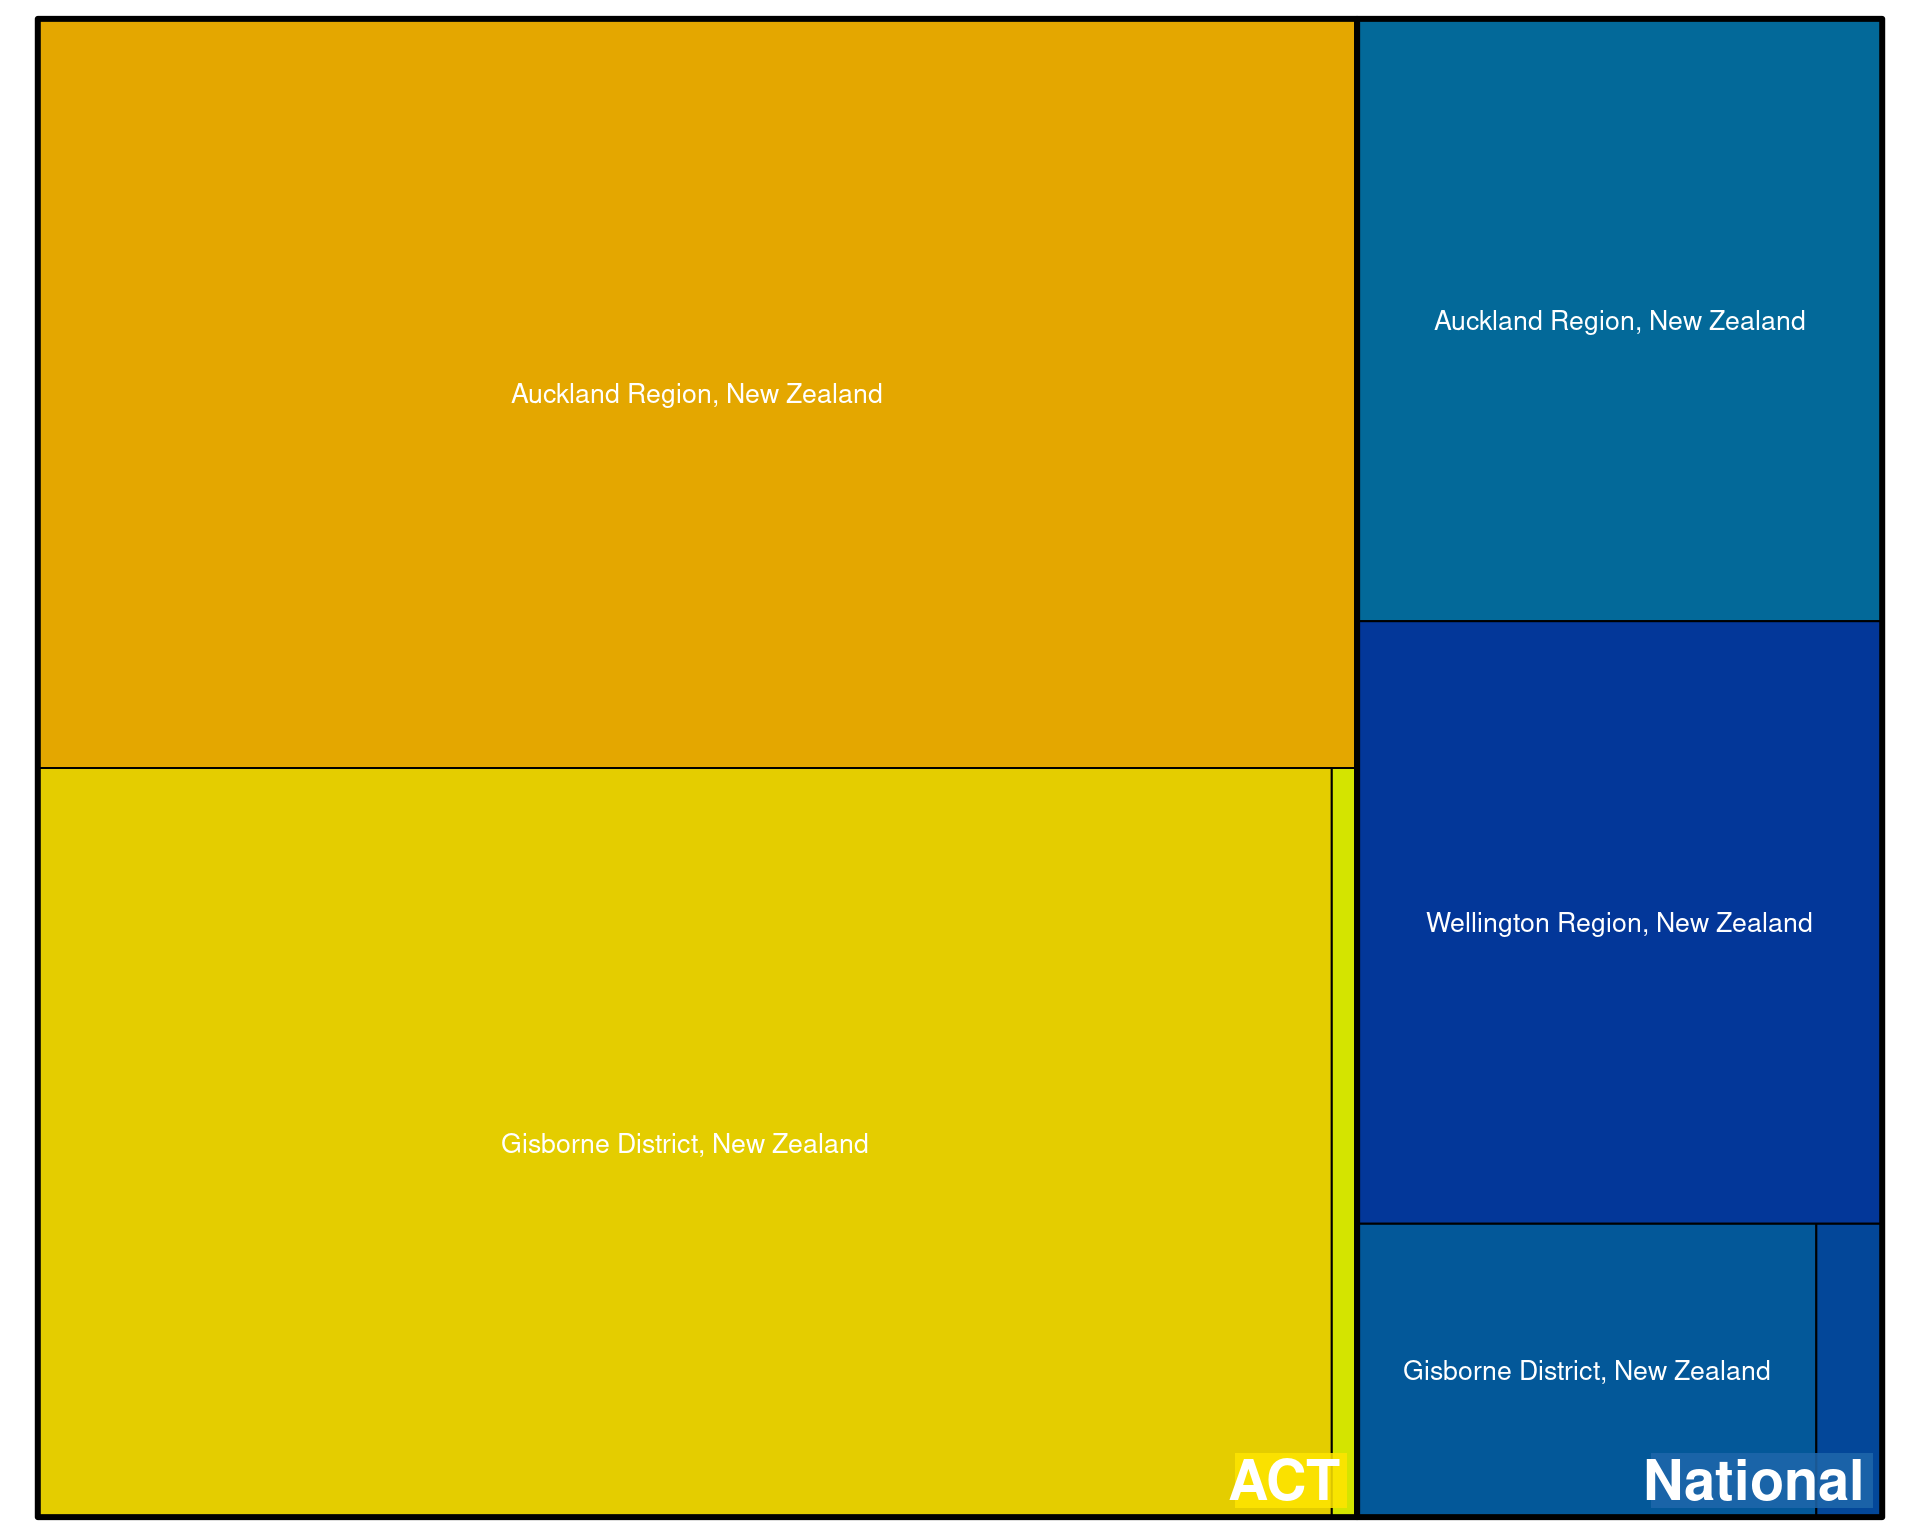 Auckland Region, New Zealand
Gisborne District, New Zealand
ACT
Auckland Region, New Zealand
Wellington Region, New Zealand
Gisborne District, New Zealand
National